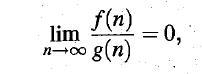 lim_{n→∞} f(n)/g(n) = 0,